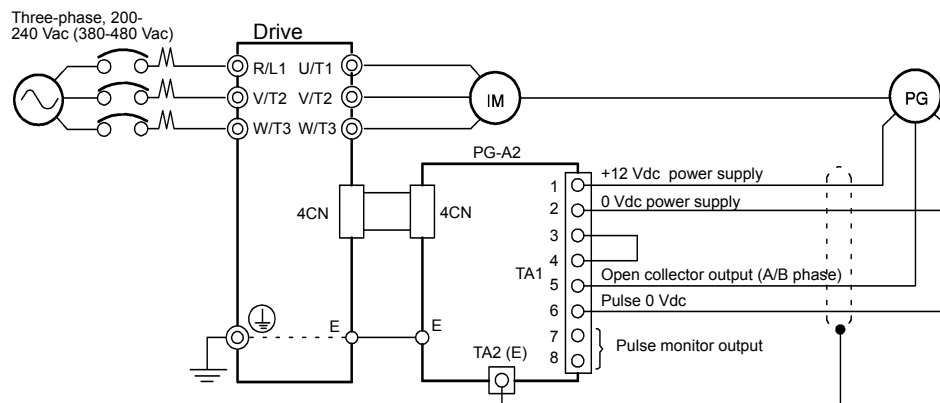 Three-phase, 200-
240 Vac (380-480 Vac)
Drive
R/L1 U/T1
V/T2 V/T2
W/T3 W/T3
IM
PG
PG-A2
4CN
4CN
TA1
1 +12 Vdc power supply
2 0 Vdc power supply
3
4
5 Open collector output (A/B phase)
6 Pulse 0 Vdc
7
8
Pulse monitor output
E
E
TA2 (E)